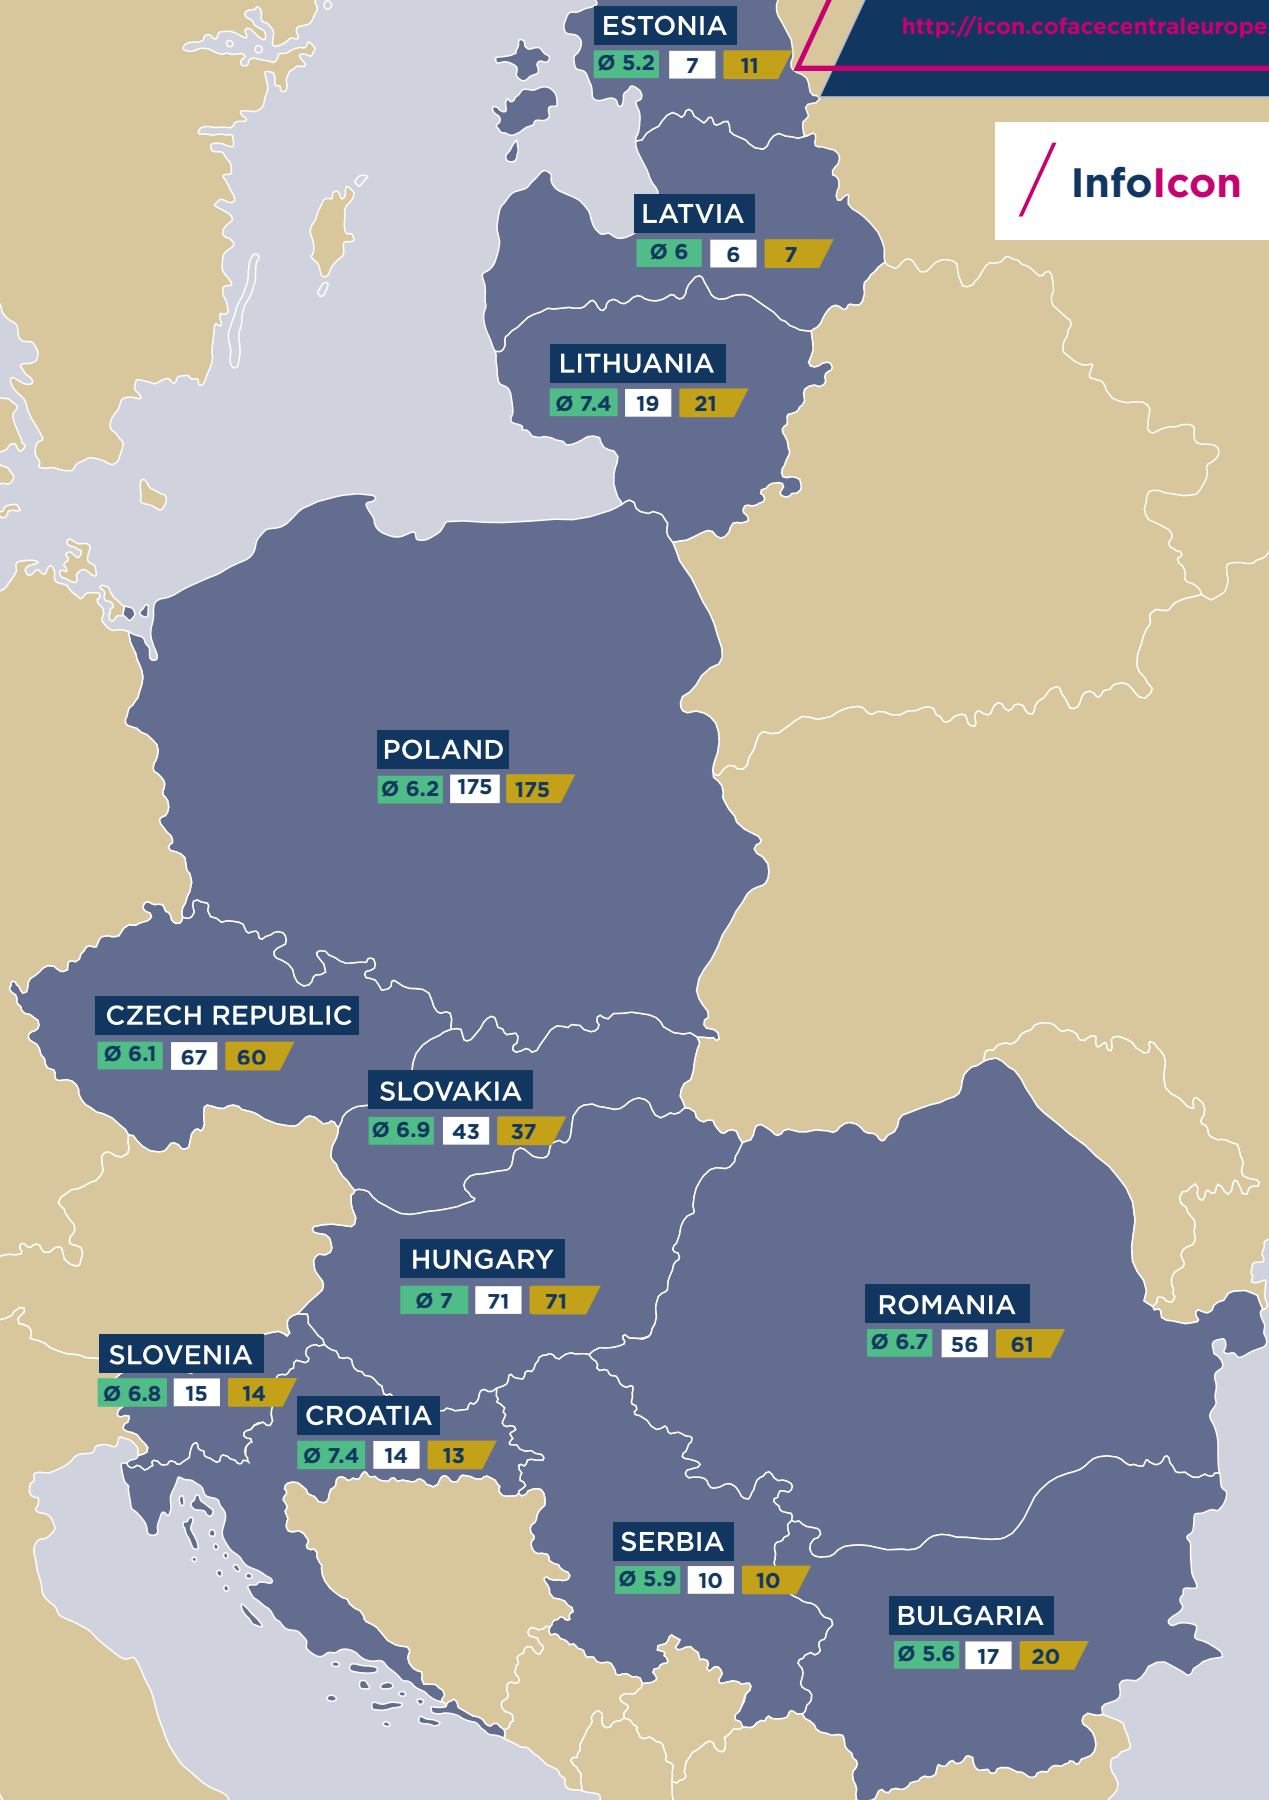 ESTONIA
Ø 5.2 7 11
http://icon.cofacecentraleurope
InfoIcon
LATVIA
Ø 6 6 7
LITHUANIA
Ø 7.4 19 21
POLAND
Ø 6.2 175 175
CZECH REPUBLIC
Ø 6.1 67 60
SLOVAKIA
Ø 6.9 43 37
HUNGARY
Ø 7 71 71
ROMANIA
Ø 6.7 56 61
SLOVENIA
Ø 6.8 15 14
CROATIA
Ø 7.4 14 13
SERBIA
Ø 5.9 10 10
BULGARIA
Ø 5.6 17 20